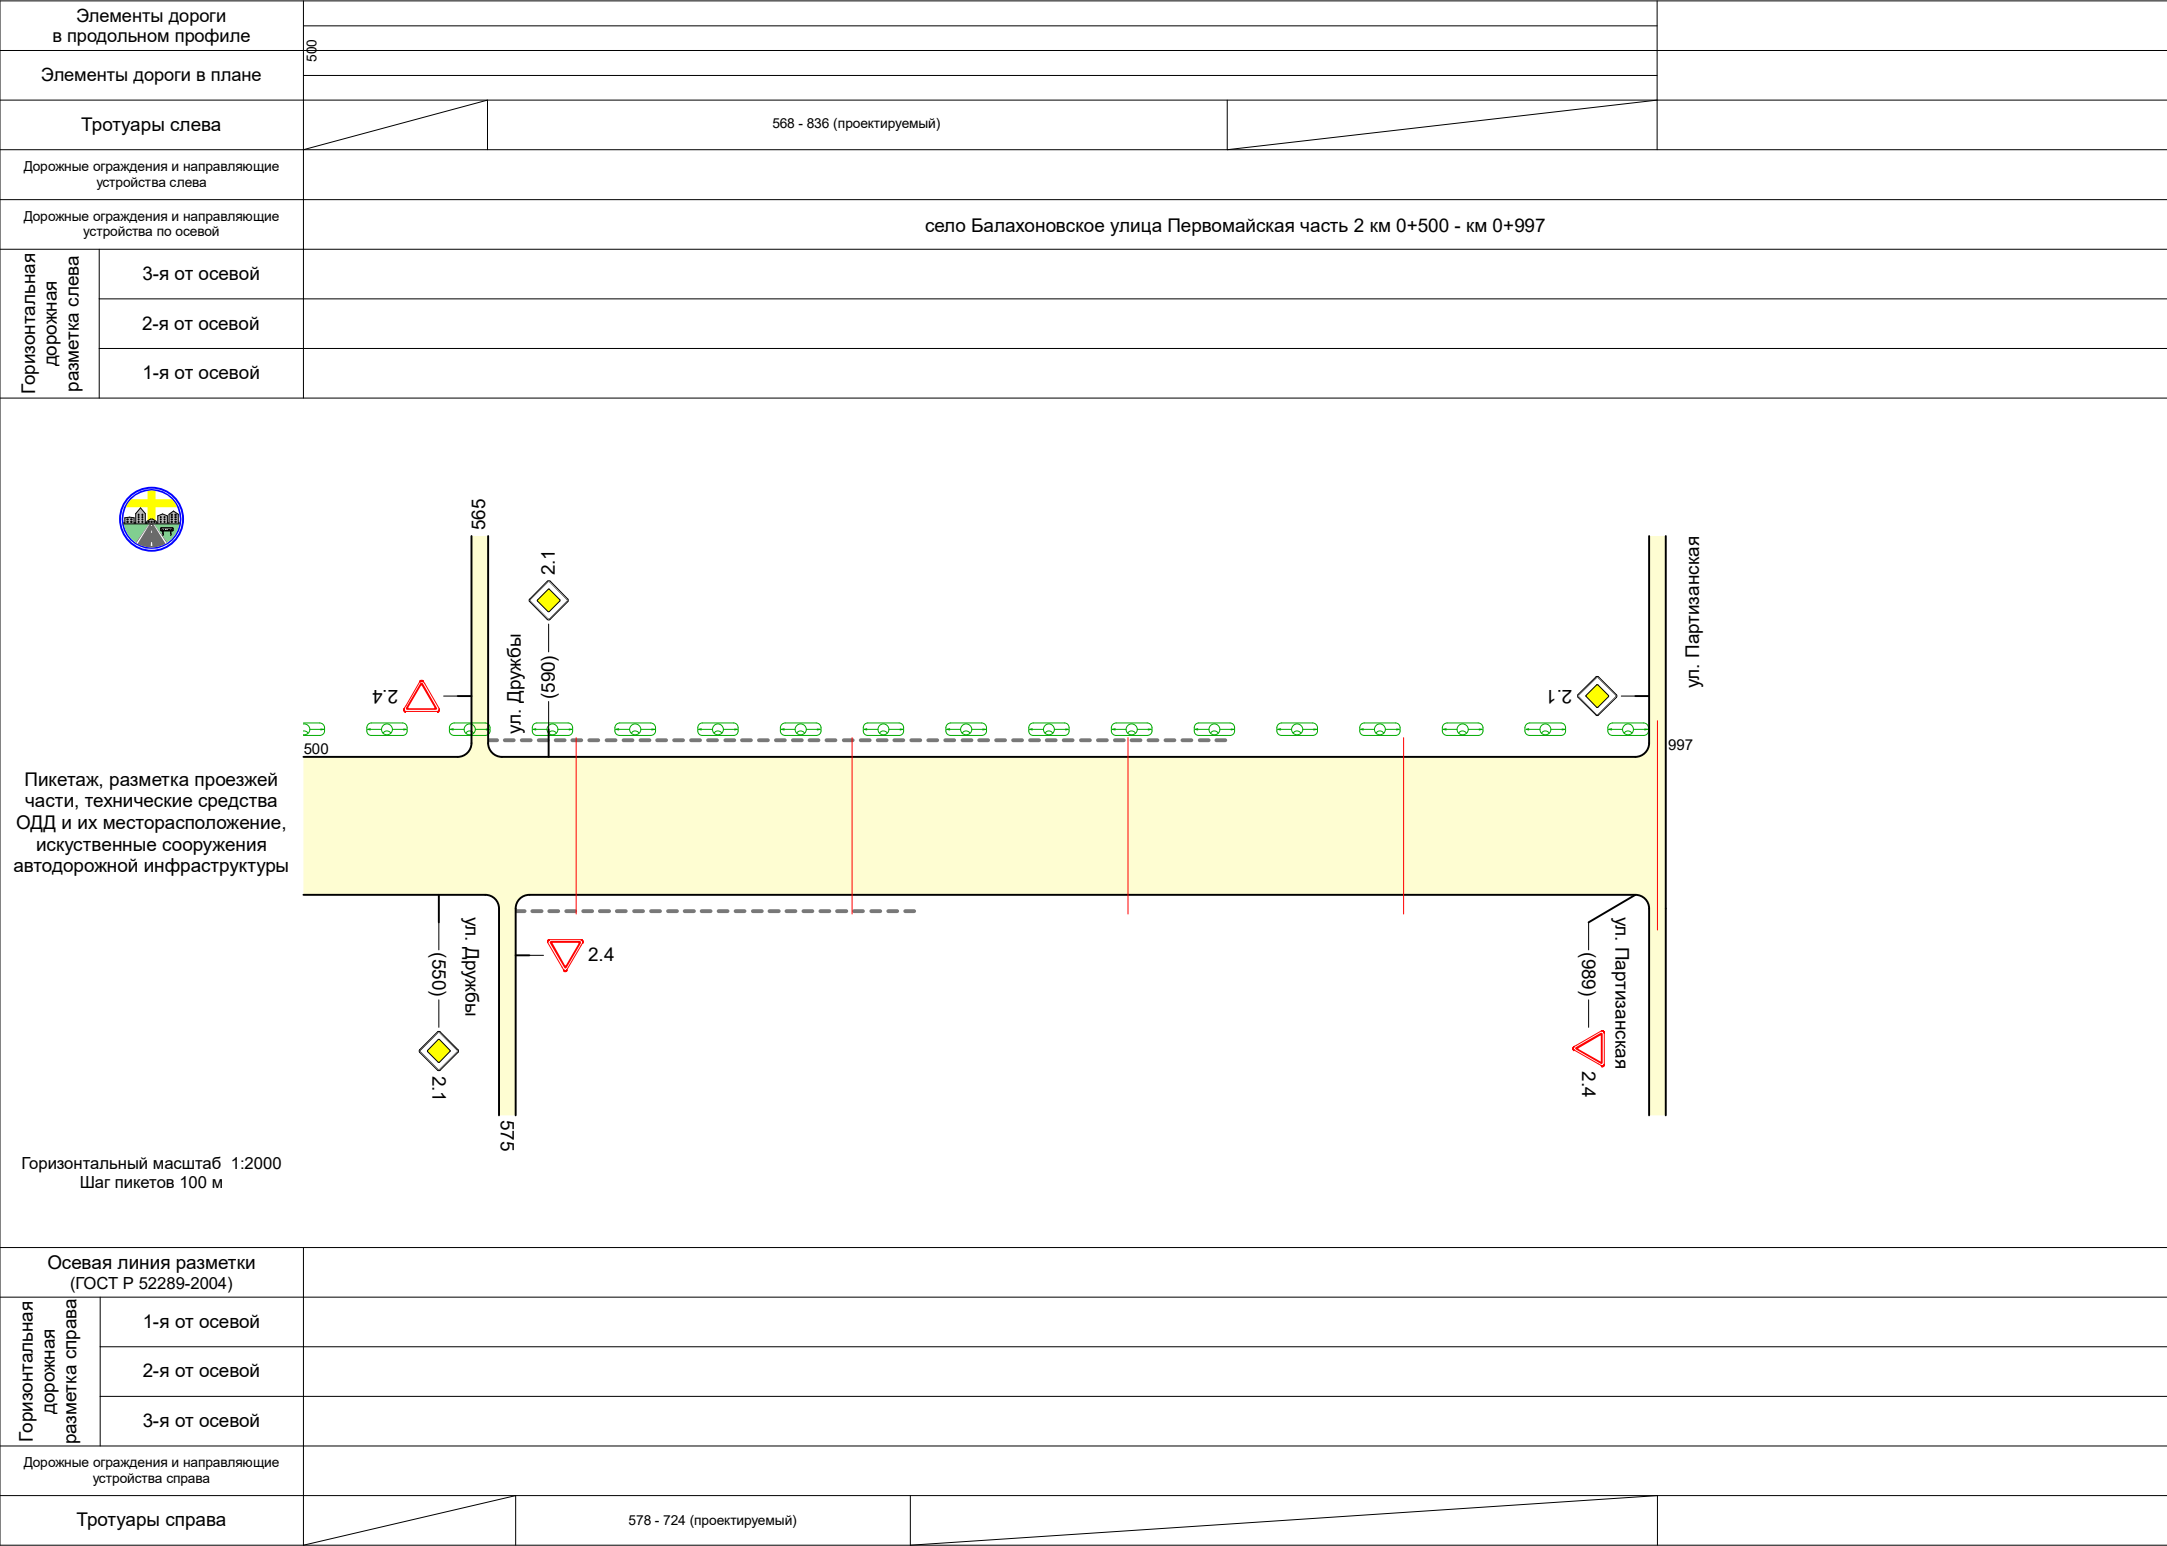 Элементы дороги
в продольном профиле
500
Элементы дороги в плане
Тротуары слева
568 - 836 (проектируемый)
Дорожные ограждения и направляющие
устройства слева
Дорожные ограждения и направляющие
устройства по осевой
село Балахоновское улица Первомайская часть 2 км 0+500 - км 0+997
Горизонтальная
дорожная
разметка слева
3-я от осевой
2-я от осевой
1-я от осевой
565
2.1
(590)
ул. Дружбы
2.4
500
ул. Партизанская
2.1
997
Пикетаж, разметка проезжей
части, технические средства
ОДД и их месторасположение,
искуственные сооружения
автодорожной инфраструктуры
(550)
2.1
ул. Дружбы
2.4
575
(989)
2.4
ул. Партизанская
Горизонтальный масштаб 1:2000
Шаг пикетов 100 м
Осевая линия разметки
(ГОСТ Р 52289-2004)
Горизонтальная
дорожная
разметка справа
1-я от осевой
2-я от осевой
3-я от осевой
Дорожные ограждения и направляющие
устройства справа
Тротуары справа
578 - 724 (проектируемый)